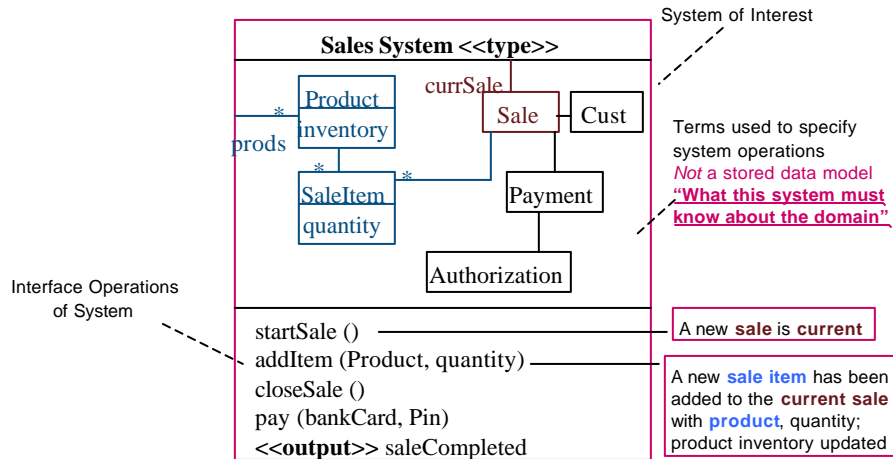 System of Interest
Sales System <<type>>
currSale
Product
inventory
*
prods
Sale
Cust
Terms used to specify
system operations
Not a stored data model
“What this system must
know about the domain”
*
*
SaleItem
quantity
Payment
Authorization
Interface Operations
of System
startSale ()
A new sale is current
addItem (Product, quantity)
closeSale ()
pay (bankCard, Pin)
<<output>> saleCompleted
A new sale item has been
added to the current sale
with product, quantity;
product inventory updated